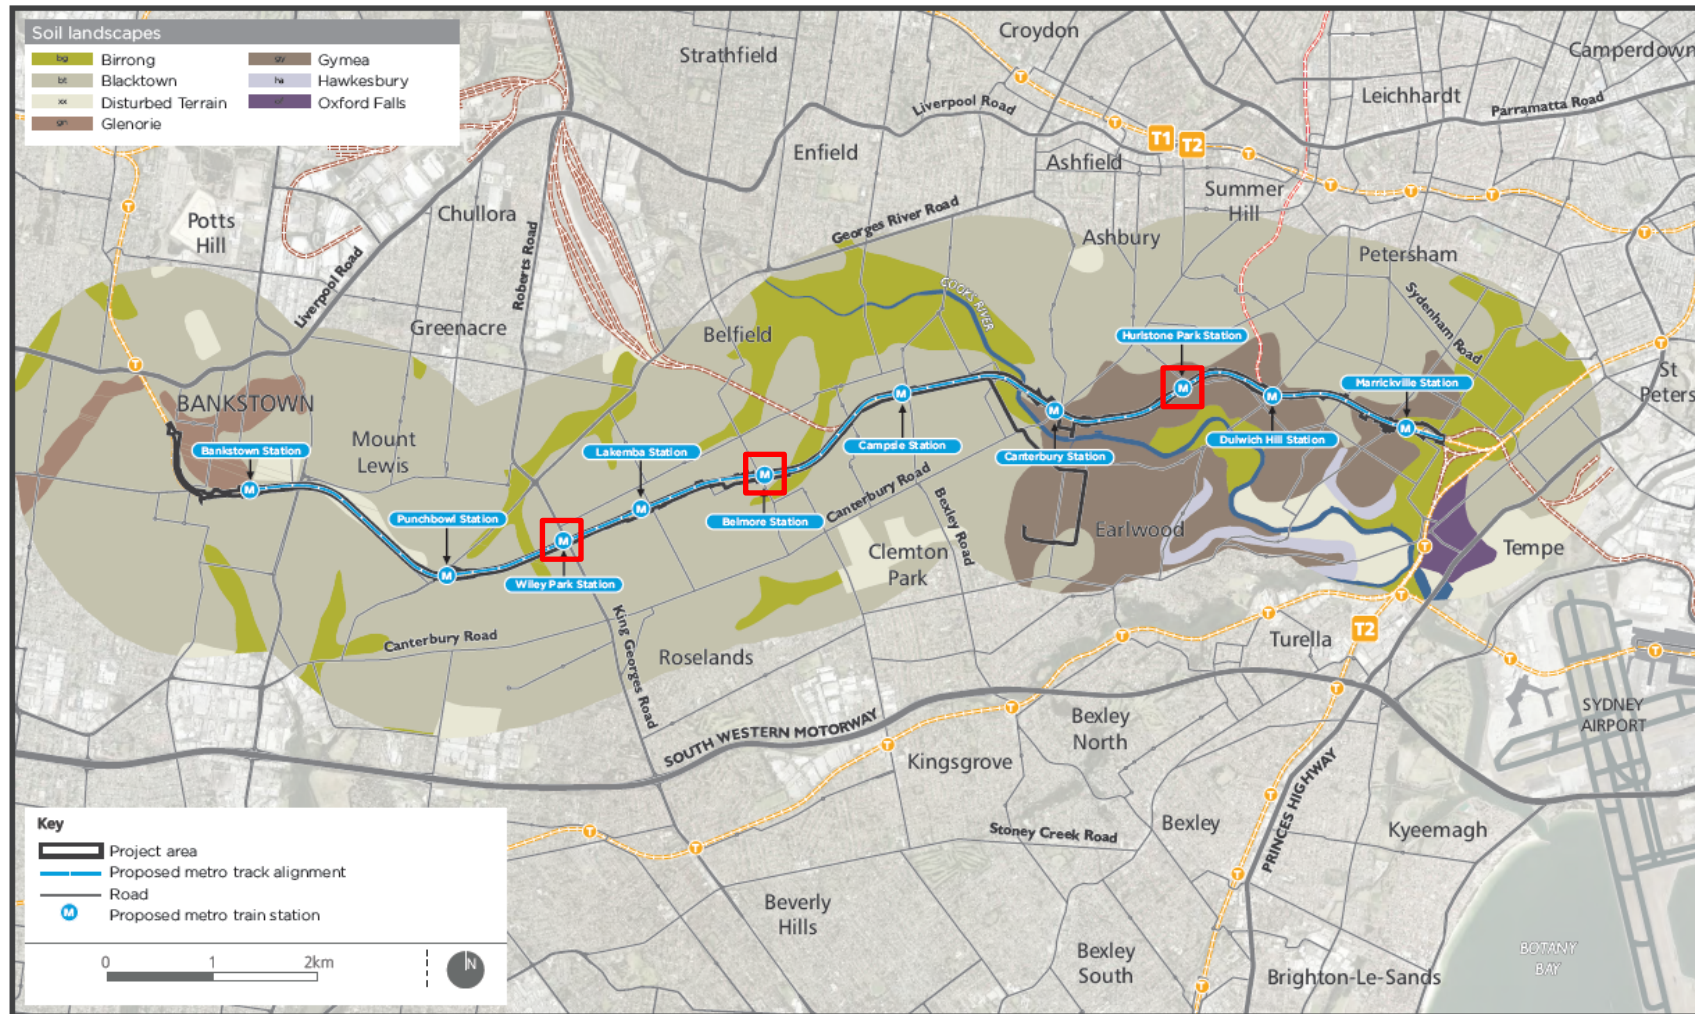 Soil landscapes
bg Birrong
bt Blacktown
xx Disturbed Terrain
gn Glenorie
gy Gymea
ha Hawkesbury
Oxford Falls
Croydon
Camperdown
Strathfield
Leichhardt
Parramatta Road
Liverpool Road
T1 T2
Enfield
Ashfield
Summer
Hill
Potts
Hill
Chullora
Georges River Road
Ashbury
Petersham
Roberts Road
Liverpool Road
COOKS RIVER
Sydenham Road
Greenacre
Belfield
Hurlstone Park Station
St
Peters
Marrickville Station
BANKSTOWN
Mount
Lewis
Bankstown Station
Lakemba Station
Campsie Station
Dulwich Hill Station
Canterbury Station
Canterbury Road
Bexley Road
Punchbowl Station
Belmore Station
Earlwood
Clemton
Park
Tempe
Wiley Park Station
King Georges Road
Canterbury Road
Roselands
T2
Turella
SYDNEY
AIRPORT
Bexley
North
SOUTH WESTERN MOTORWAY
Kingsgrove
PRINCES HIGHWAY
Stoney Creek Road
Bexley
Kyeemagh
Beverly
Hills
Bexley
South
Brighton-Le-Sands
BOTANY
BAY
Key
Project area
Proposed metro track alignment
Road
M Proposed metro train station
0 1 2km
N